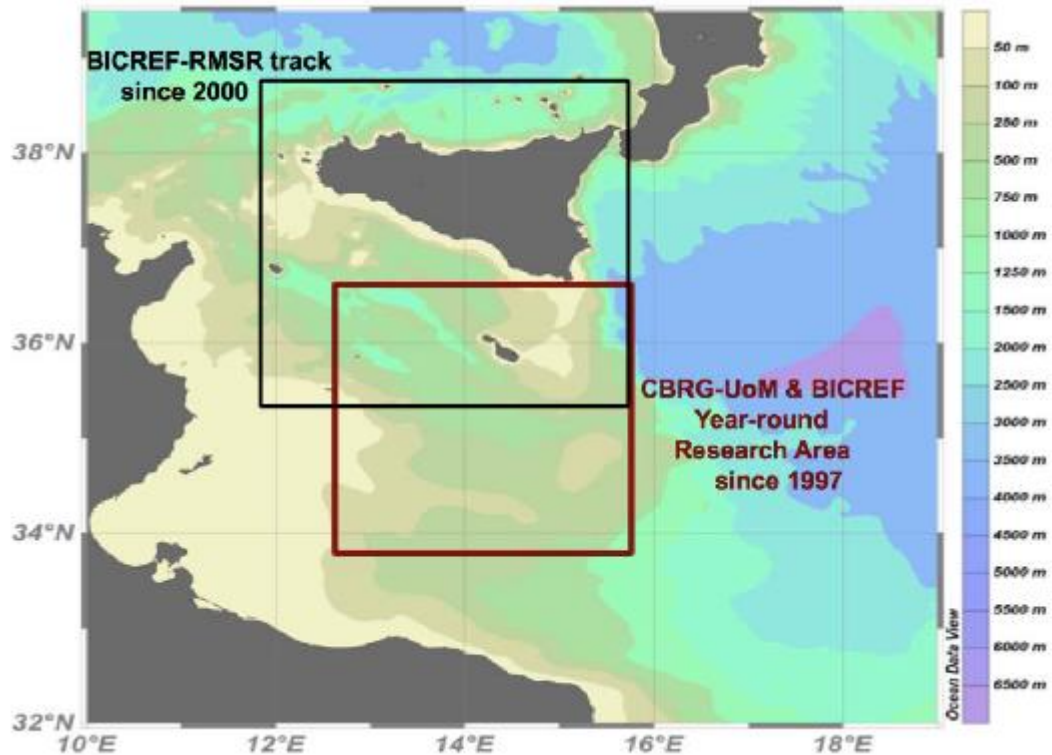 BICREF-RMSR track
since 2000
38°N
36°N
34°N
32°N
10°E
12°E
14°E
16°E
18°E
CBRG-UoM & BICREF
Year-round
Research Area
since 1997
50 m
100 m
250 m
500 m
750 m
1000 m
1250 m
1500 m
2000 m
2500 m
3000 m
3500 m
4000 m
4500 m
5000 m
5500 m
6000 m
6500 m
Ocean Data View